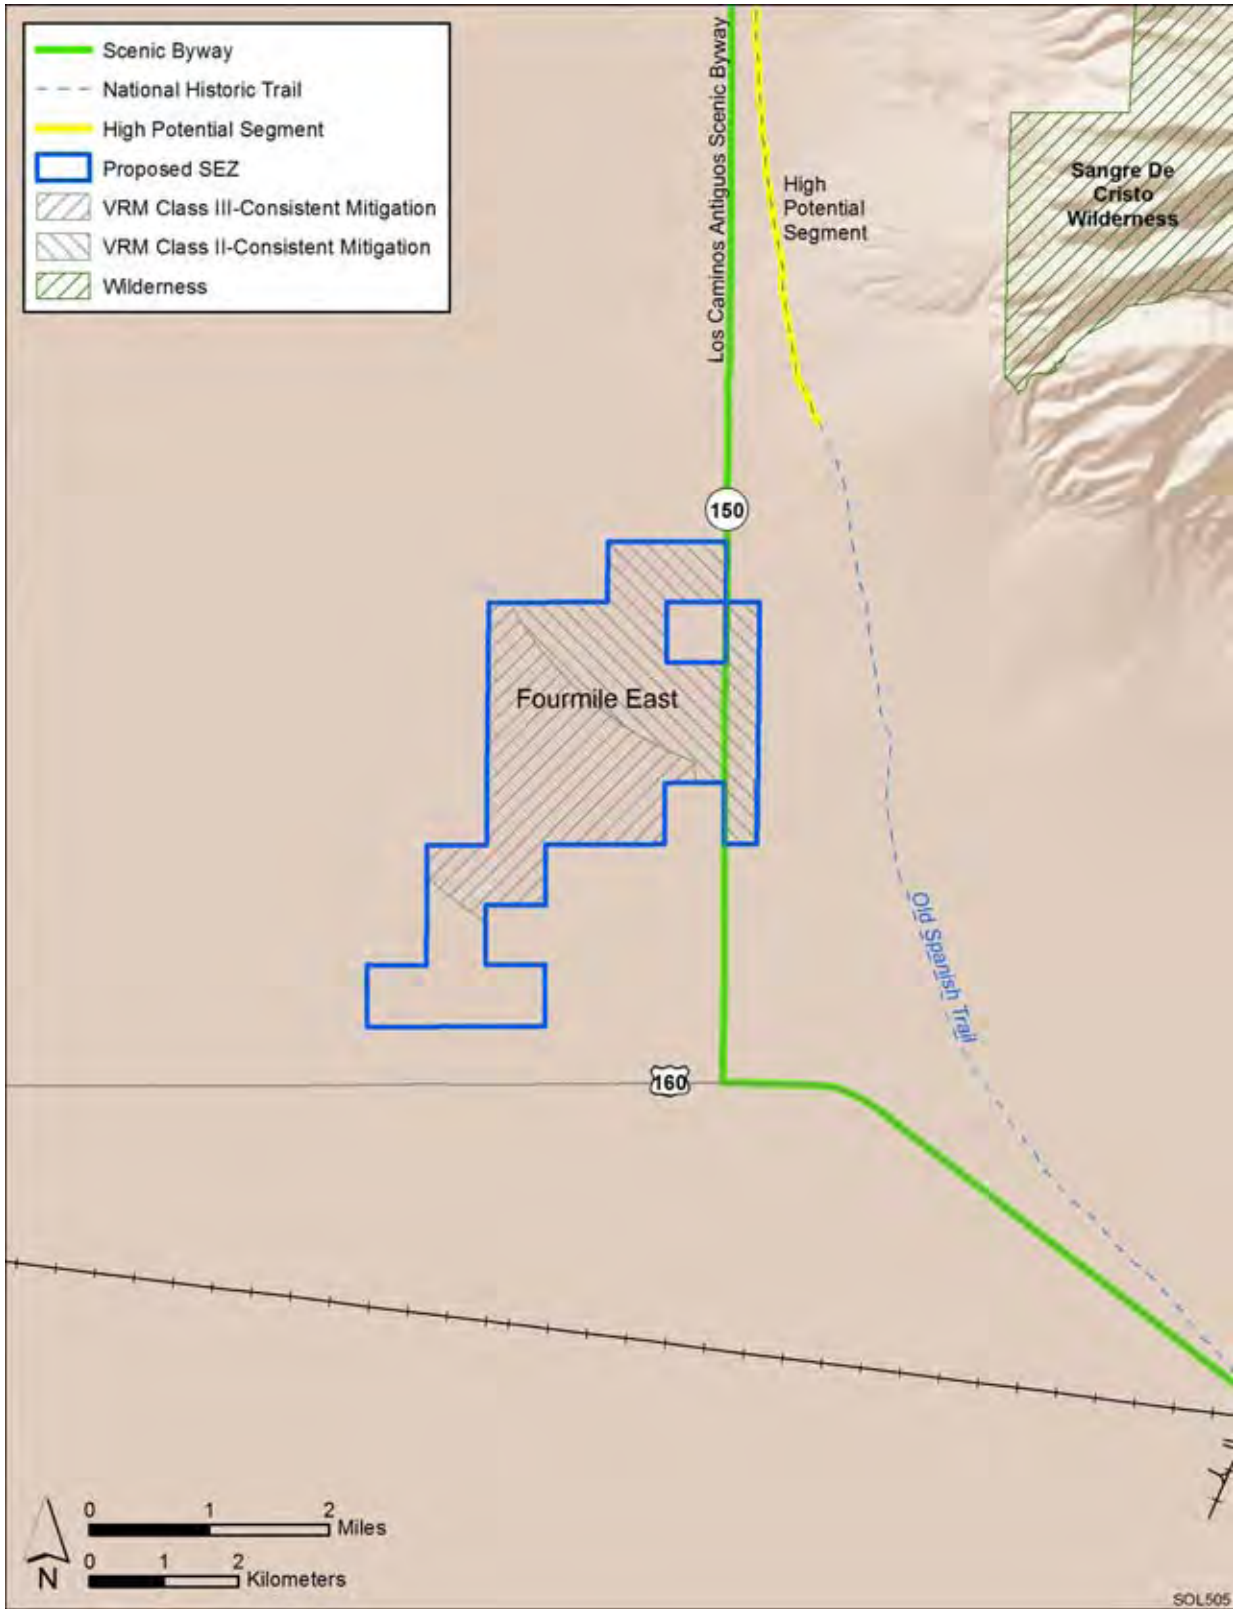 Scenic Byway
National Historic Trail
High Potential Segment
Proposed SEZ
VRM Class III-Consistent Mitigation
VRM Class II-Consistent Mitigation
Wilderness
Los Caminos Antiguos Scenic Byway
High
Potential
Segment
Sangre De
Cristo
Wilderness
150
Fourmile East
Old Spanish Trail
160
0 1 2
Miles
0 1 2
Kilometers
N
SOL505